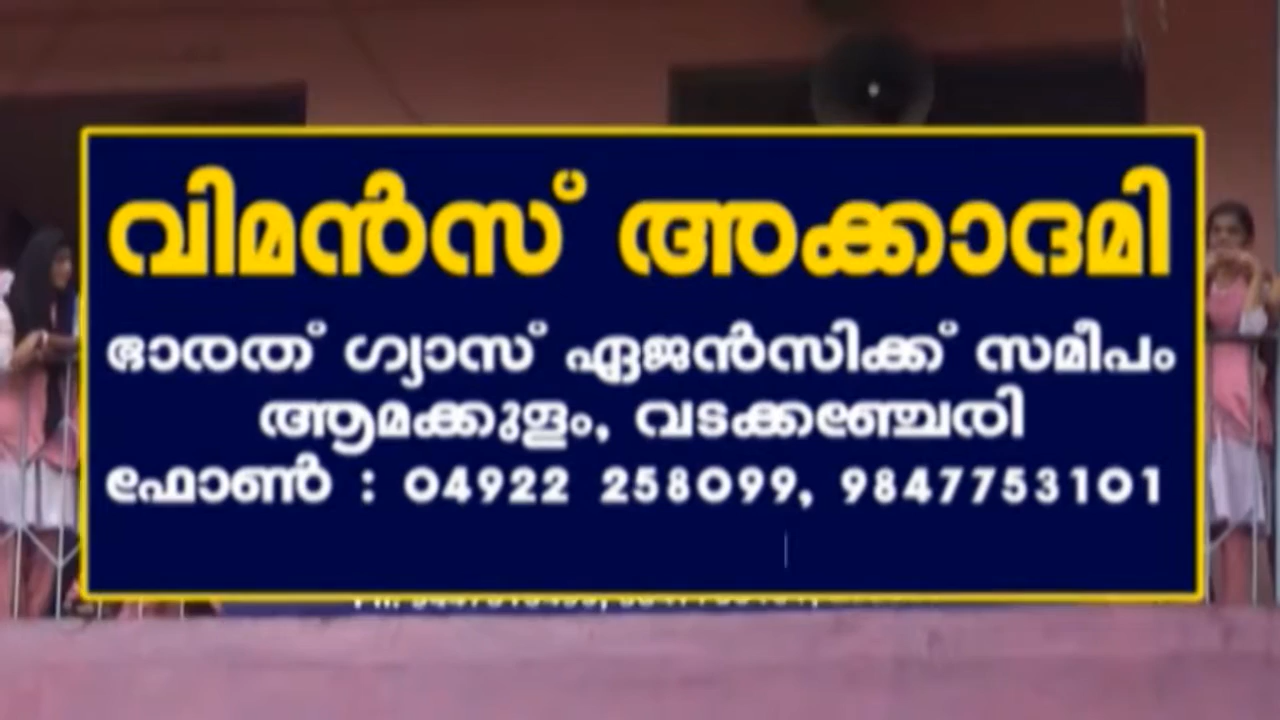 വിമൻസ് അക്കാദമി
ഭാരത് ഗ്യാസ് ഏജൻസിക്ക് സമീപം
ആമക്കുളം, വടക്കഞ്ചേരി
ഫോൺ : 04922 258099, 9847753101